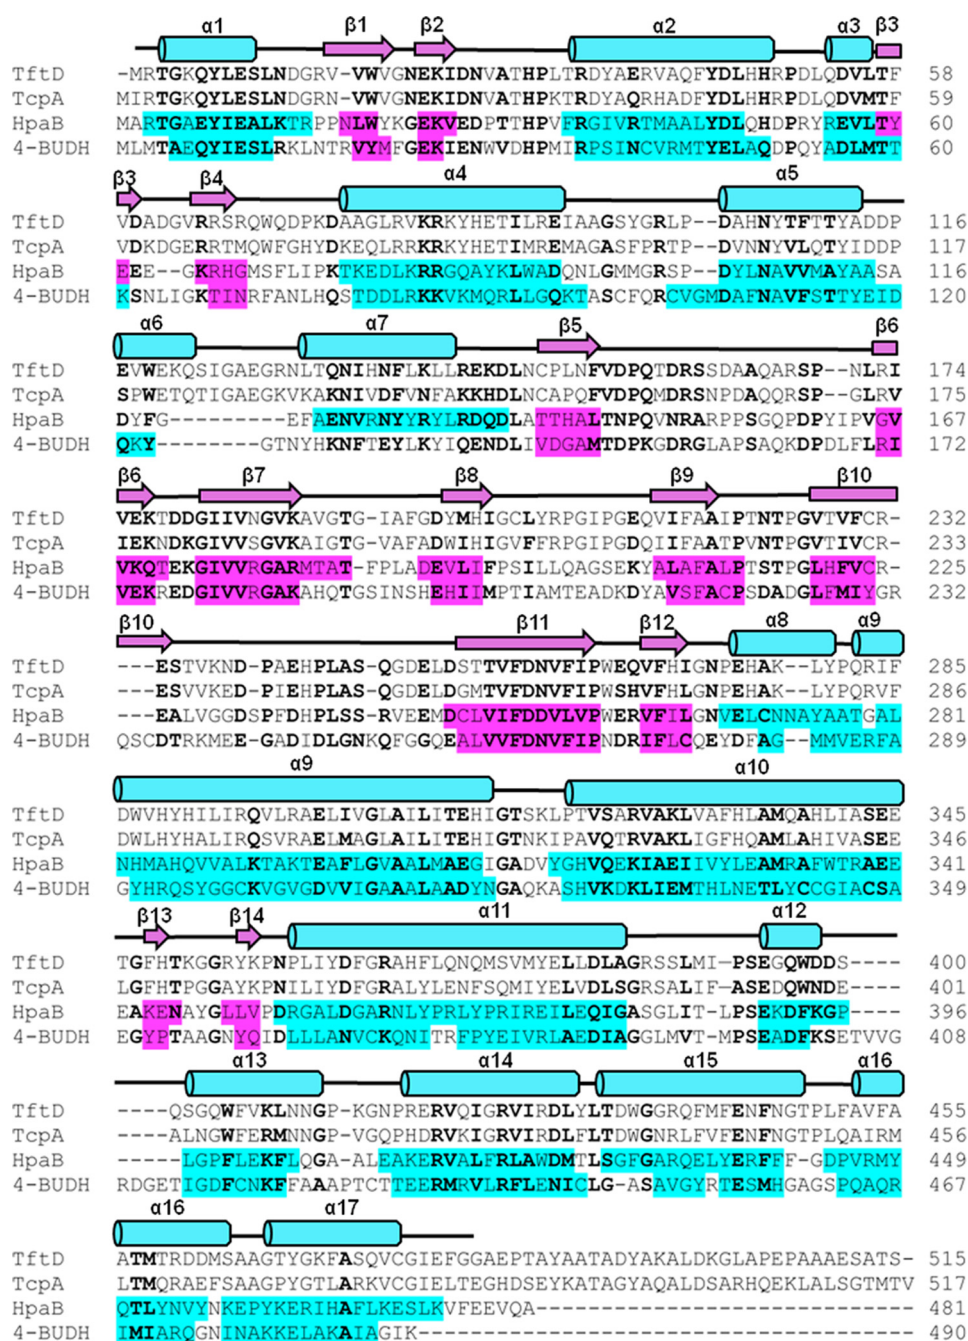 α1 β1 β2 α2 α3 β3
TftD -MRTGKQYLESLNDGRV-VWVGNEKIDNVATHPLTRDYAERVAQFYDLHHRPDLQDVLTF 58
TcpA MIRTGKQYLESLNDGRN-VWVGNEKIDNVATHPKTRDYAQRHADFYDLHHRPDLQDVMTF 59
HpaB MARTGAEYIEALKTRPPNLWYKGEKVEDPTTHPVFRGIVRTMAALYDLQHDPRYREVLTY 60
4-BUDH MLMTAEQYIESLRKLNTRVYMFGEKIENWVDHPMIRPSINCVRMTYELAQDPQYADLMTT 60
β3 β4 α4 α5
TftD VDADGVRRSRQWQDPKDAAGLRVKRKYHETILREIAAGSYGRLP--DAHNYTFTTYADDP 116
TcpA VDKDGERRTMQWFGHYDKEQLRRKRKYHETIMREMAGASFPRTP--DVNNYVLQTYIDDP 117
HpaB EEE--GKRHGMSFLIPKTKEDLKRRGQAYKLWADQNLGMMGRSP--DYLNAVVMAYAASA 116
4-BUDH KSNLIGKTINRFANLHQSTDDLRKKVKMQRLLGQKTASCFQRCVGMDAFNAVFSTTYEID 120
α6 α7 β5 β6
TftD EVWEKQSIGAEGRNLTQNIHNFLKLLREKDLNCPLNFVDPQTDRSSDAAQARSP--NLRI 174
TcpA SPWETQTIGAEGKVKAKNIVDFVNFAKKHDLNCAPQFVDPQMDRSNPDAQQRSP--GLRV 175
HpaB DYFG-------EFAENVRNYYRYLRDQDLATTHALTNPQVNRARPPSGQPDPYIPVGV 167
4-BUDH QKY--------GTNYHKNFTEYLKYIQENDLIVDGAMTDPKGDRGLAPSAQKDPDLFLRI 172
β6 β7 β8 β9 β10
TftD VEKTDDGIIVNGVKAVGTG-IAFGDYMHIGCLYRPGIPGEQVIFAAIPTNTPGVTVFCR- 232
TcpA IEKNDKGIVVSGVKAIGTG-VAFADWIHIGVFFRPGIPGDQIIFAATPVNTPGVTIVCR- 233
HpaB VKQTEKGIVVRGARMTAT-FPLADEVLIFPSILLQAGSEKYALAFALPTSTPGLHFVCR- 225
4-BUDH VEKREDGIVVRGAKAHQTGSINSHEHIIMPTIAMTEADKDYAVSFACPSDADGLFMIYGR 232
β10 β11 β12 α8 α9
TftD ---ESTVKND-PAEHPLAS-QGDELDSTTVFDNVFIPWEQVFHIGNPEHAK--LYPQRIF 285
TcpA ---ESVVKED-PIEHPLAS-QGDELDGMTVFDNVFIPWSHVFHLGNPEHAK--LYPQRVF 286
HpaB ---EALVGGDSPFDHPLSS-RVEEMDCLVIFDDVLVPWERVFILGNVELCNNAYAATGAL 281
4-BUDH QSCDTRKMEE-GADIDLGNKQFGGQEALVVFDNVFIPNDRIFLCQEYDFAG--MMVERFA 289
α9 α10
TftD DWVHYHILIRQVLRAELIVGLAILITEHIGTSKLPTVSARVAKLVAFHLAMQAHLIASEE 345
TcpA DWLHYHALIRQSVRAELMAGLAILITEHIGTNKIPAVQTRVAKLIGFHQAMLAHIVASEE
HpaB NHMAHQVVALKTAKTEAFLGVAALMAEGIGADVYGHVQEKIAEIIVYLEAMRAFWTRAEE 341
4-BUDH GYHRQSYGGCKVGVGDVVIGAAALAADYNGAQKASHVKDKLIEMTHLNETLYCCGIACSA 349
β13 β14 α11 α12
TftD TGFHTKGGRYKPNPLIYDFGRAHFLQNQMSVMYELLDLAGRSSLMI-PSEGQWDDS---- 400
TcpA LGFHTPGGAYKPNILIYDFGRALYLENFSQMIYELVDLSGRSALIF-ASEDQWNDE---- 401
HpaB EAKENAYGLLVPDRGALDGARNLYPRLYPRIREILEQIGASGLITL-LPSEKDFKGP---- 396
4-BUDH EGYPTAAGNYQIDLLLANVCKQNITRFPYEIVRLAEDIAGGLMVT-MPSEADFKSETVVG 408
α13 α14 α15 α16
TftD ----QSGQWFVKLNNGP-KGNPRERVQIGRVIRDLYLTDWGGRQFMFENFNGTPLFAVFA 455
TcpA ----ALNGWFERMNNGP-VGQPHDRVKIGRVIRDLFLTDWGNRLFVFENFNGTPLQAIRM 456
HpaB -----LGPFLEKFLQGA-ALEAKERVALFRLAWDMTLSGFGARQELYERFFF-GDPVRMY 449
4-BUDH RDGETIGDFCNKFFAAAPTCTTEERMRVLRFLENICLG-ASAVGYRTESMHGAGSPQAQR 467
α16 α17
TftD ATMTRDDMSAAGTYGKFASQVCGIEFGGAEPTAYAATADYAKALDKGLAPEPAAAESATS- 515
TcpA LTMQRAEFSAAGPYGTLARKVCGIELTEGHDSEYKATAGYAQALDSARHQEKLALSGTMTV 517
HpaB QTLYNVYNKEPYKERIHAFLKESLKVFEEVQA----------------------------- 481
4-BUDH IMIARQGNINAKKELAKAIAGIK-------------------------------------- 490